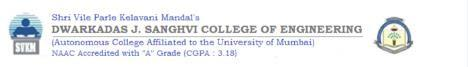 Shri Vile Parle Kelavani Mandal's
DWARKADAS J. SANGHVI COLLEGE OF ENGINEERING
(Autonomous College Affiliated to the University of Mumbai)
NAAC Accredited with "A" Grade (CGPA : 3.18)
SVKM